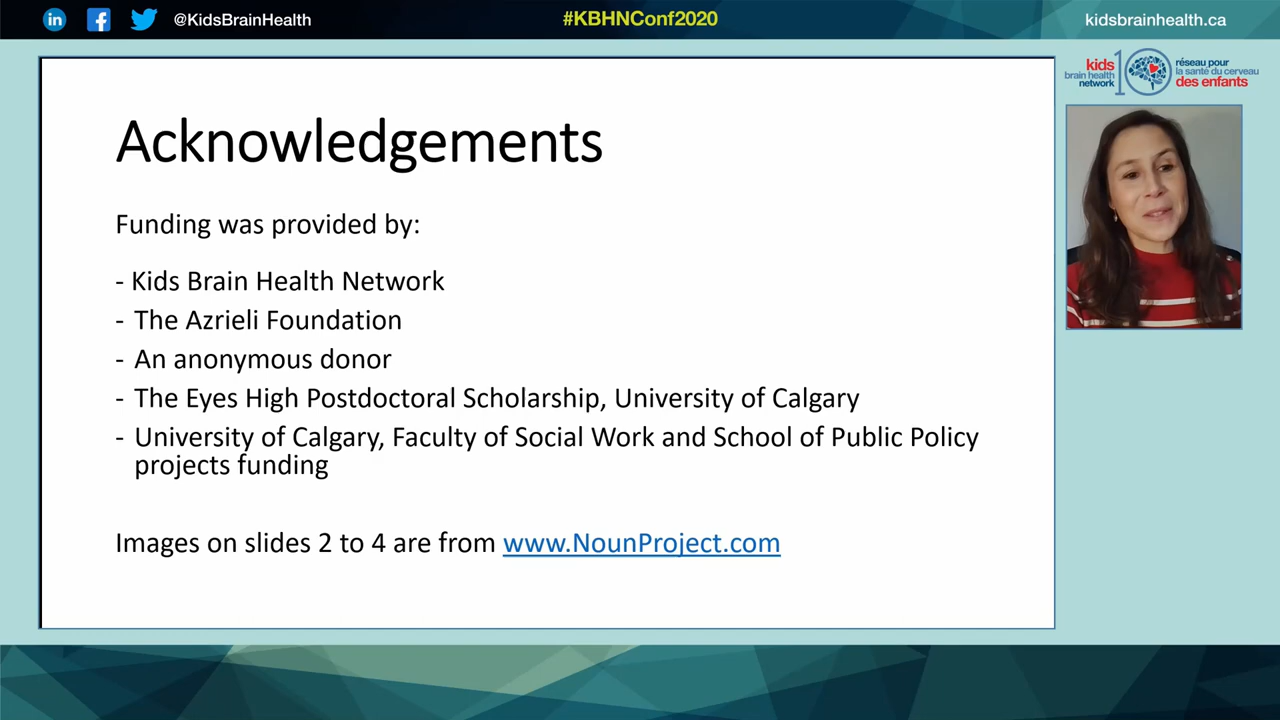 @KidsBrainHealth
#KBHNConf2020
kidsbrainhealth.ca
kids
brain health
network
10
réseau pour
la santé du cerveau
des enfants
Acknowledgements
Funding was provided by:
- Kids Brain Health Network
- The Azrieli Foundation
- An anonymous donor
- The Eyes High Postdoctoral Scholarship, University of Calgary
- University of Calgary, Faculty of Social Work and School of Public Policy
projects funding
Images on slides 2 to 4 are from www.NounProject.com